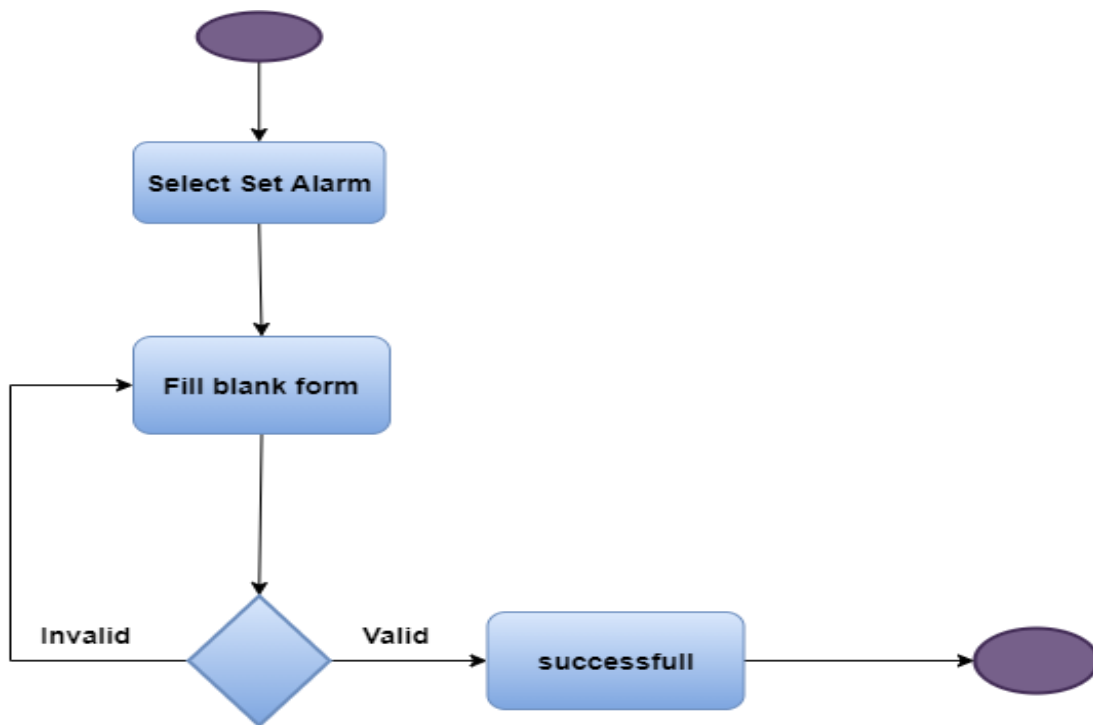 Select Set Alarm
Fill blank form
Invalid
Valid
successfull